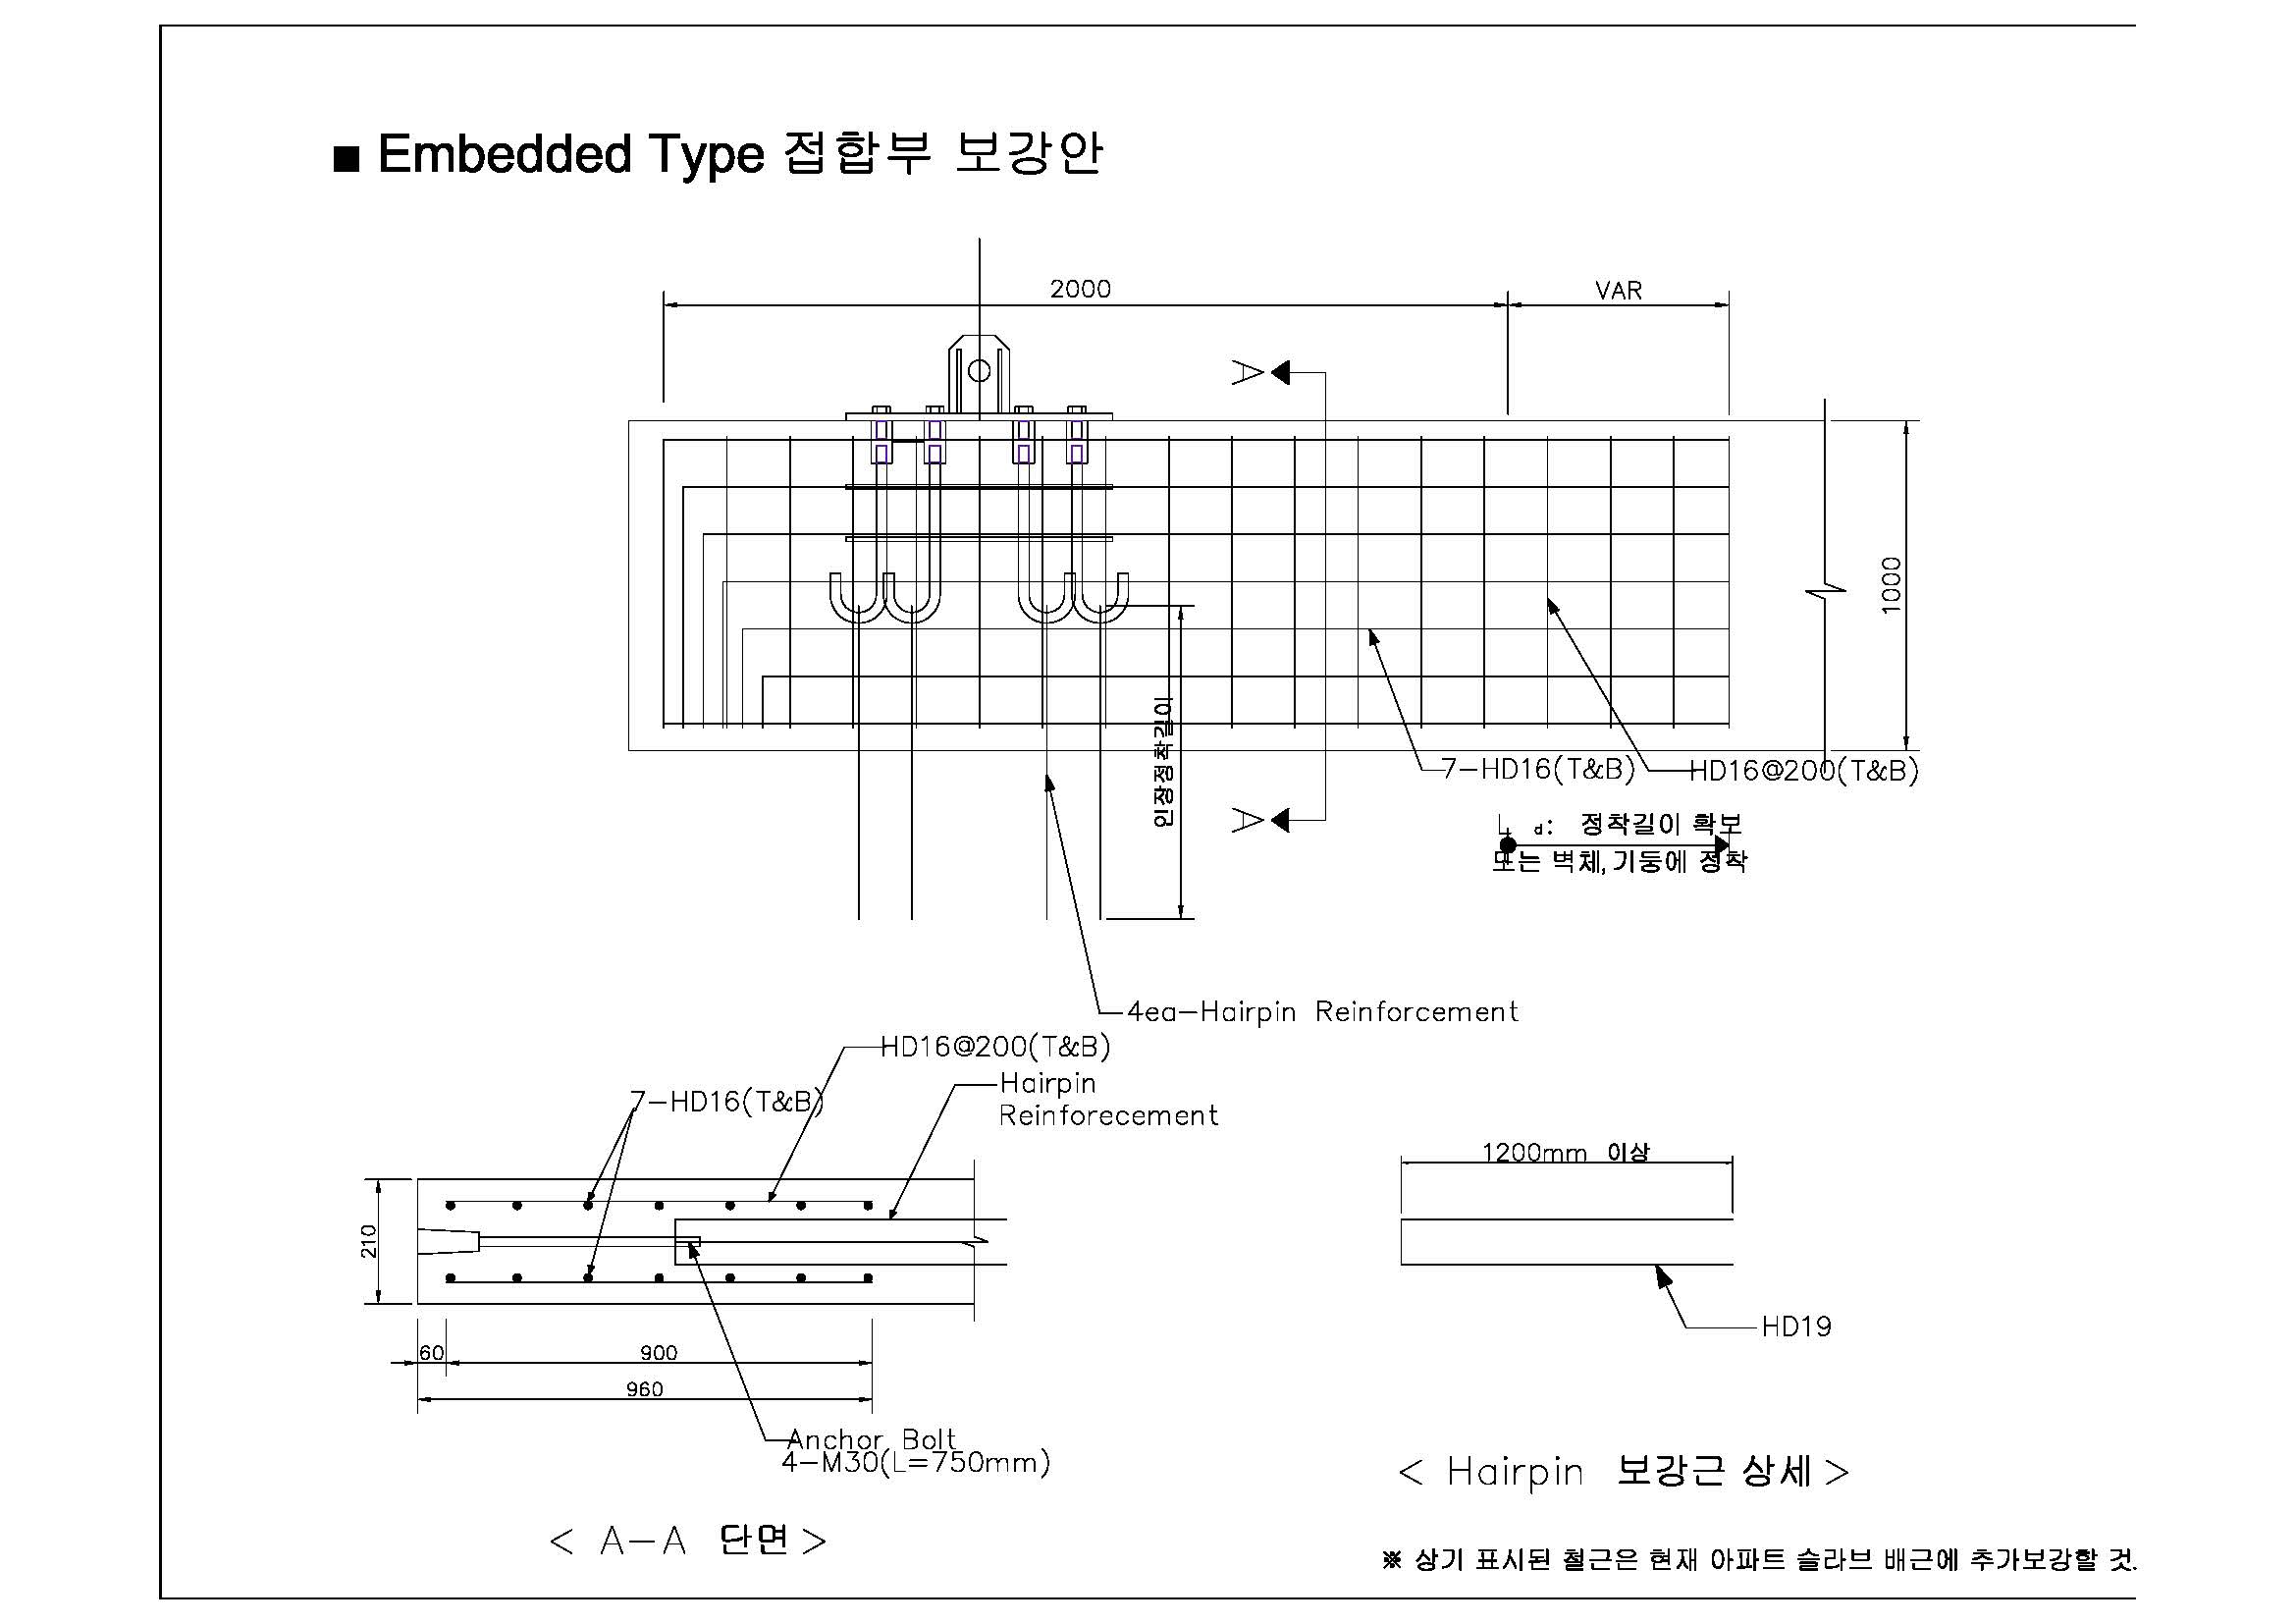 ■ Embedded Type 접합부 보강안
2000
VAR
A
1000
인장정착길이
7-HD16(T&B)
HD16@200(T&B)
A
L d: 정착길이 확보
또는 벽체,기둥에 정착
4ea-Hairpin Reinforcement
HD16@200(T&B)
Hairpin
Reinforecement
7-HD16(T&B)
1200mm 이상
210
HD19
60
900
960
Anchor Bolt
4-M30(L=750mm)
< Hairpin 보강근 상세 >
< A-A 단면 >
※ 상기 표시된 철근은 현재 아파트 슬라브 배근에 추가보강할 것.